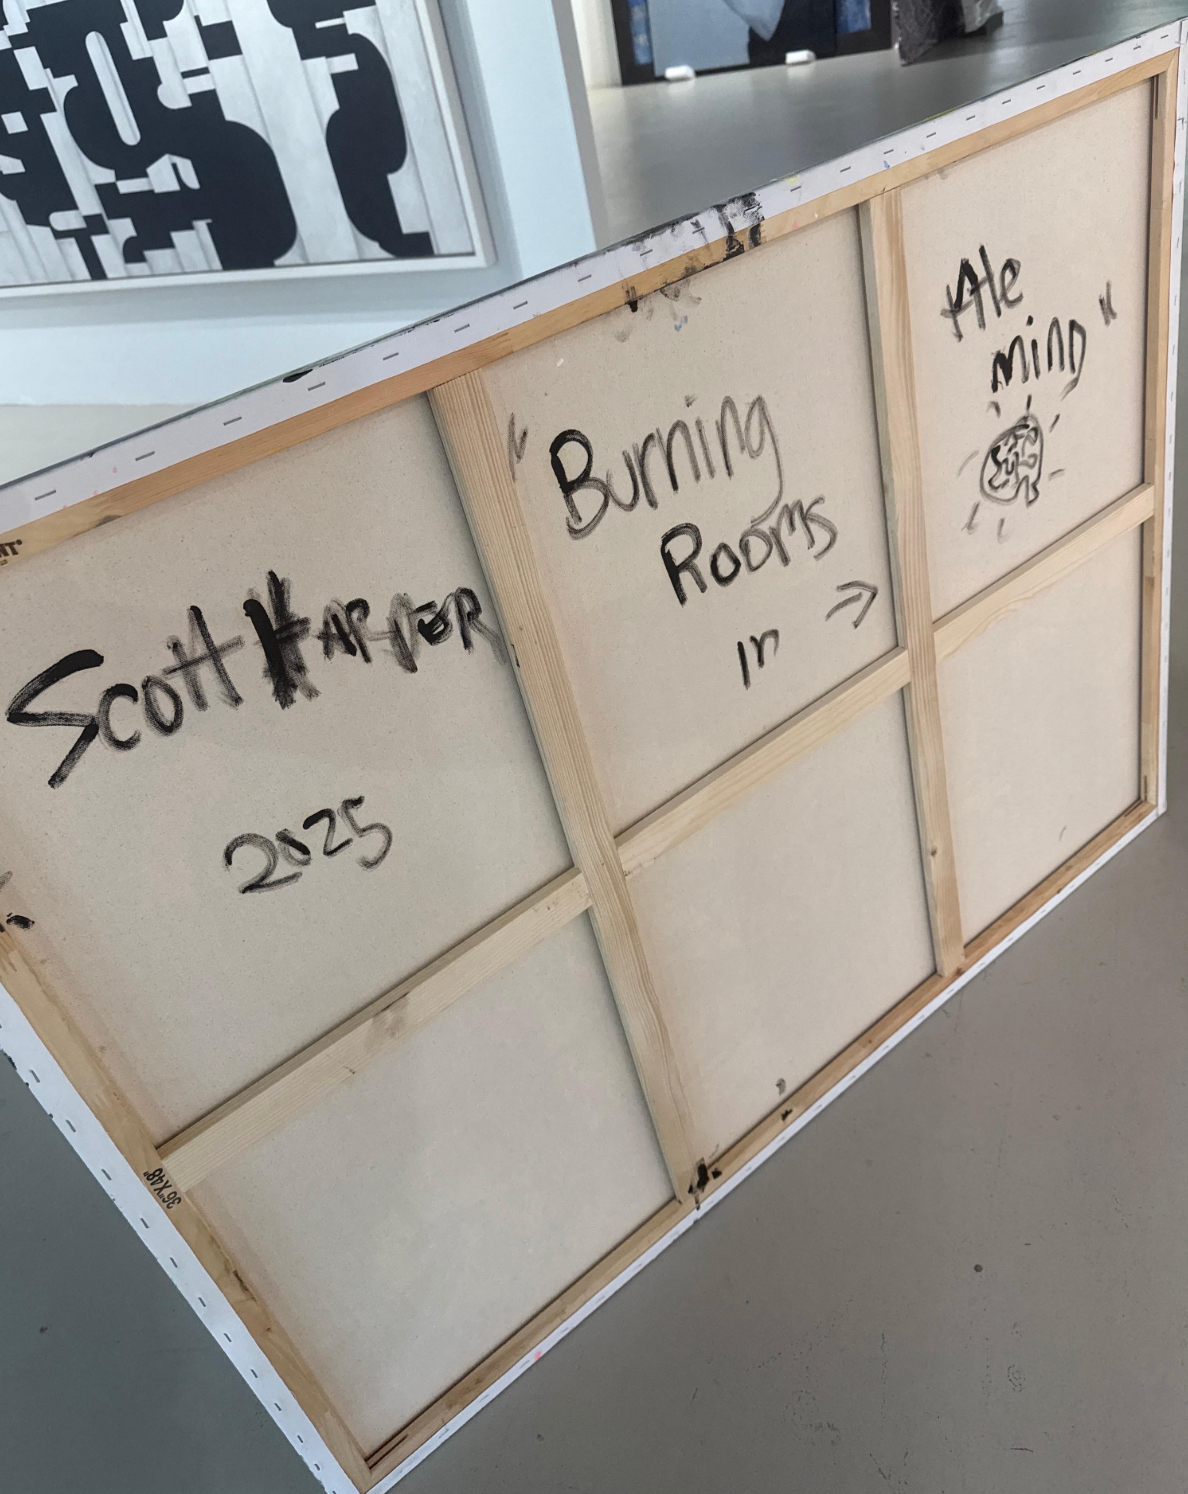 Scott HARPER
2025
"Burning
Rooms
in →
the
mind"
36"X48"